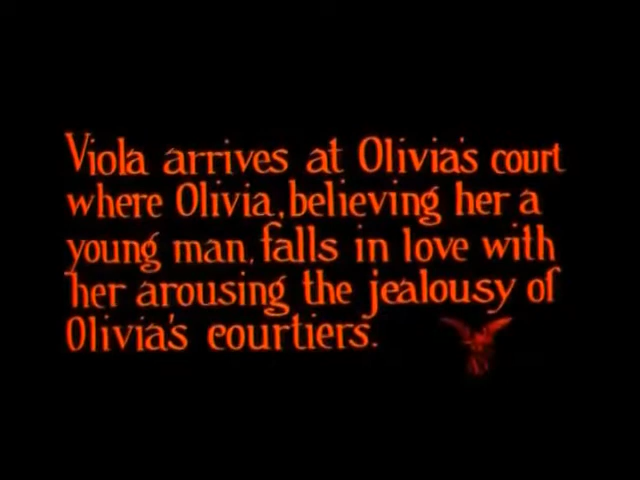 Viola arrives at Olivia's court
where Olivia, believing her a
young man, falls in love with
her arousing the jealousy of
Olivia's courtiers.